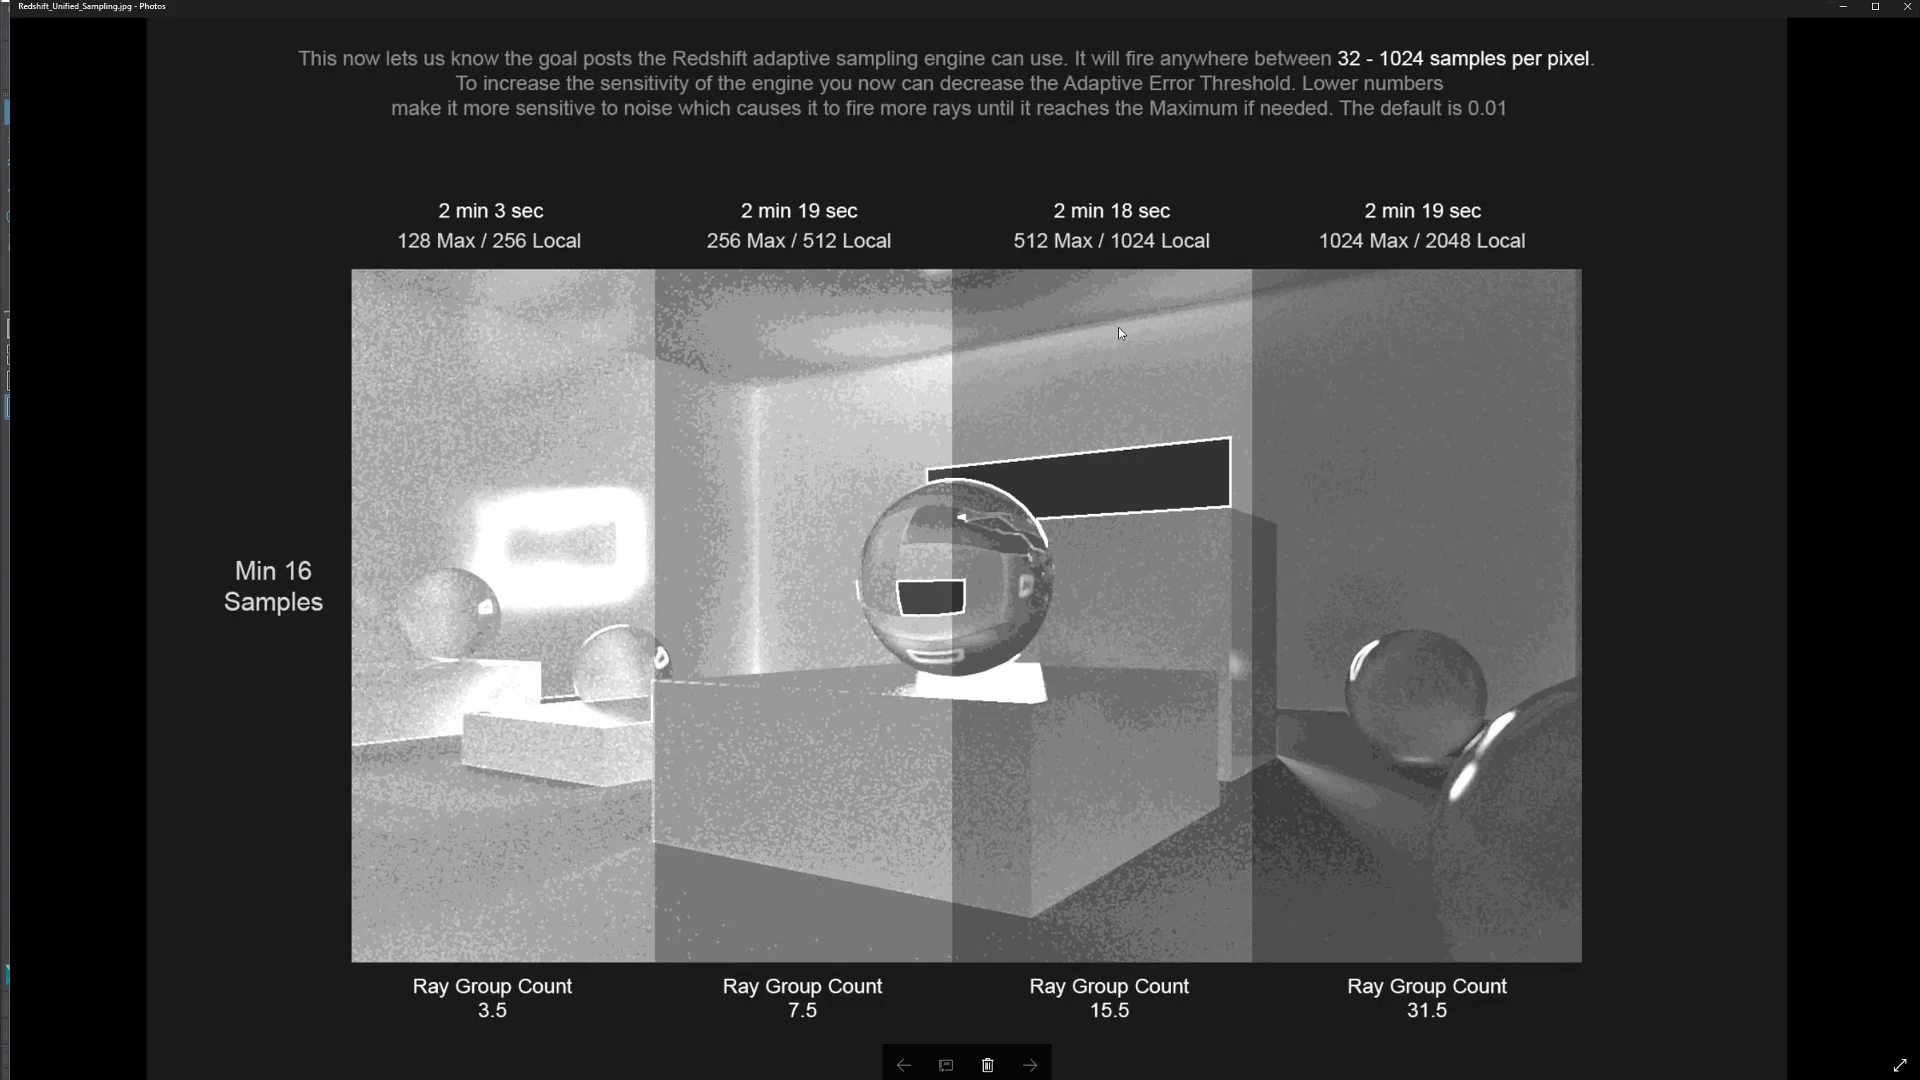 Redshift_Unified_Sampling.jpg - Photos
This now lets us know the goal posts the Redshift adaptive sampling engine can use. It will fire anywhere between 32 - 1024 samples per pixel.
To increase the sensitivity of the engine you now can decrease the Adaptive Error Threshold. Lower numbers
make it more sensitive to noise which causes it to fire more rays until it reaches the Maximum if needed. The default is 0.01
2 min 3 sec
128 Max / 256 Local
2 min 19 sec
256 Max / 512 Local
2 min 18 sec
512 Max / 1024 Local
2 min 19 sec
1024 Max / 2048 Local
Min 16
Samples
Ray Group Count
3.5
Ray Group Count
7.5
Ray Group Count
15.5
Ray Group Count
31.5